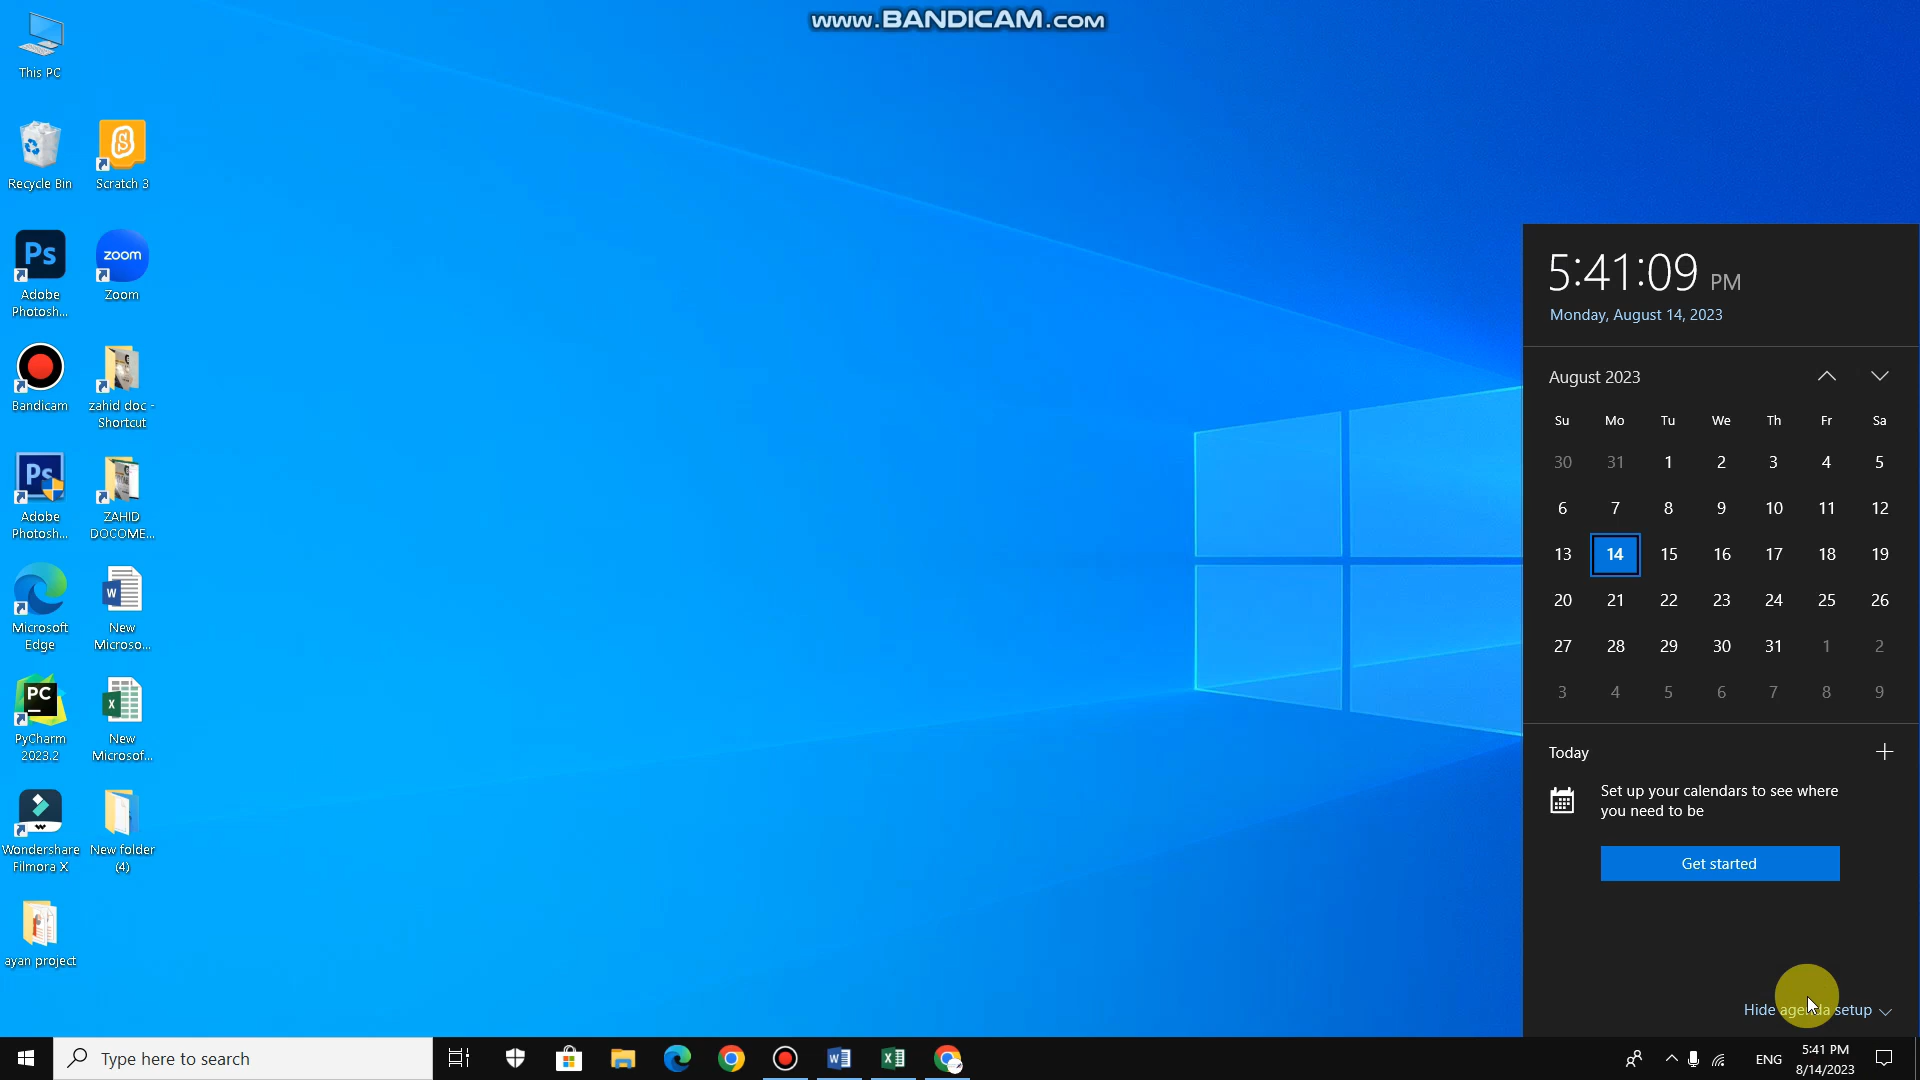 www.BANDICAM.com
This PC
Recycle Bin
Scratch 3
Ps
Adobe
Photosh...
zoom
Zoom
Bandicam
zahid doc -
Shortcut
Ps
Adobe
Photosh...
ZAHID
DOCOME...
Microsoft
Edge
W
New
Microso...
PC
PyCharm
2023.2
X
New
Microsof...
Wondershare
Filmora X
New folder
(4)
ayan project
5:41:09 PM
Monday, August 14, 2023
August 2023
Su Mo Tu We Th Fr Sa
30 31 1 2 3 4 5
6 7 8 9 10 11 12
13 14 15 16 17 18 19
20 21 22 23 24 25 26
27 28 29 30 31 1 2
3 4 5 6 7 8 9
Today
Set up your calendars to see where
you need to be
Get started
Hide agenda setup
Type here to search
ENG
5:41 PM
8/14/2023